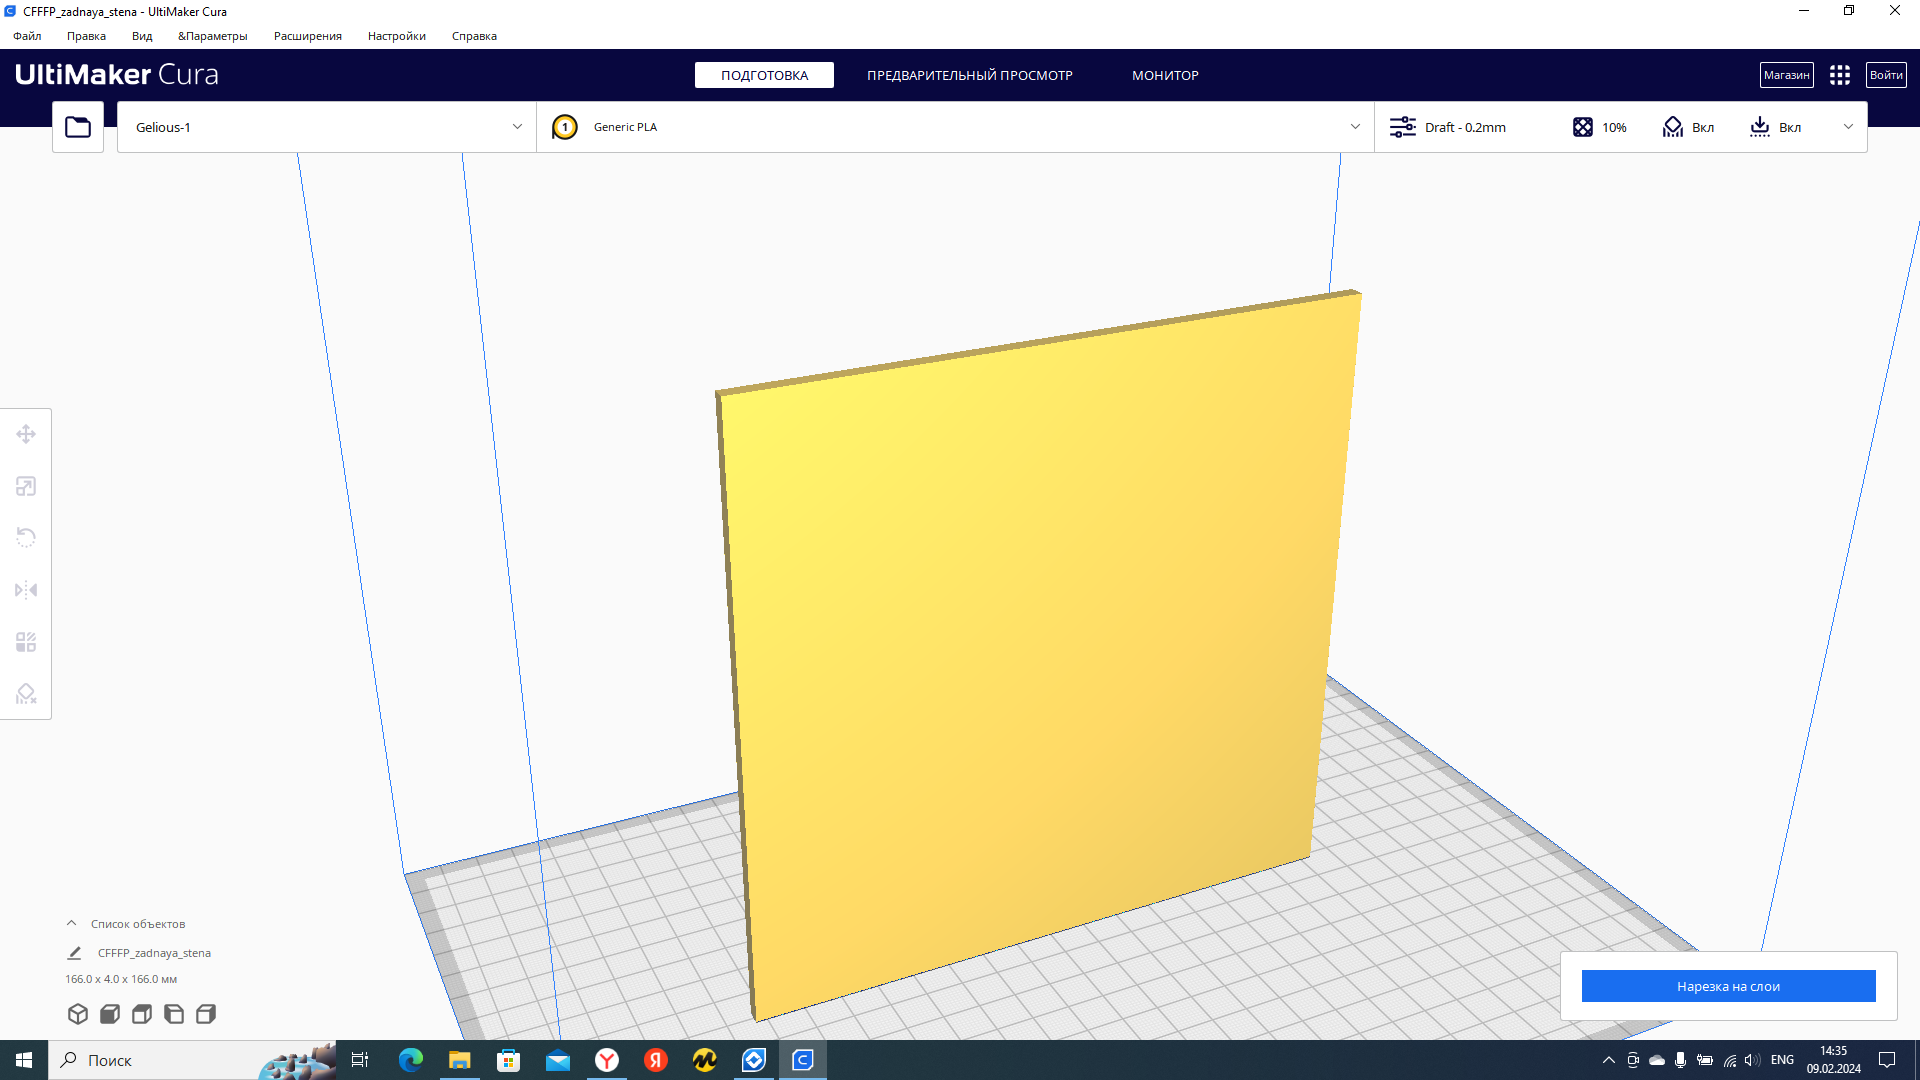 CFFFP_zadnaya_stena - UltiMaker Cura
Файл Правка Вид &Параметры Расширения Настройки Справка
UltiMaker Cura
ПОДГОТОВКА ПРЕДВАРИТЕЛЬНЫЙ ПРОСМОТР МОНИТОР
Магазин Войти
Gelious-1 1 Generic PLA Draft - 0.2mm 10% Вкл Вкл
Список объектов
CFFFP_zadnaya_stena
166.0 x 4.0 x 166.0 мм
Нарезка на слои
Поиск
ENG
14:35
09.02.2024